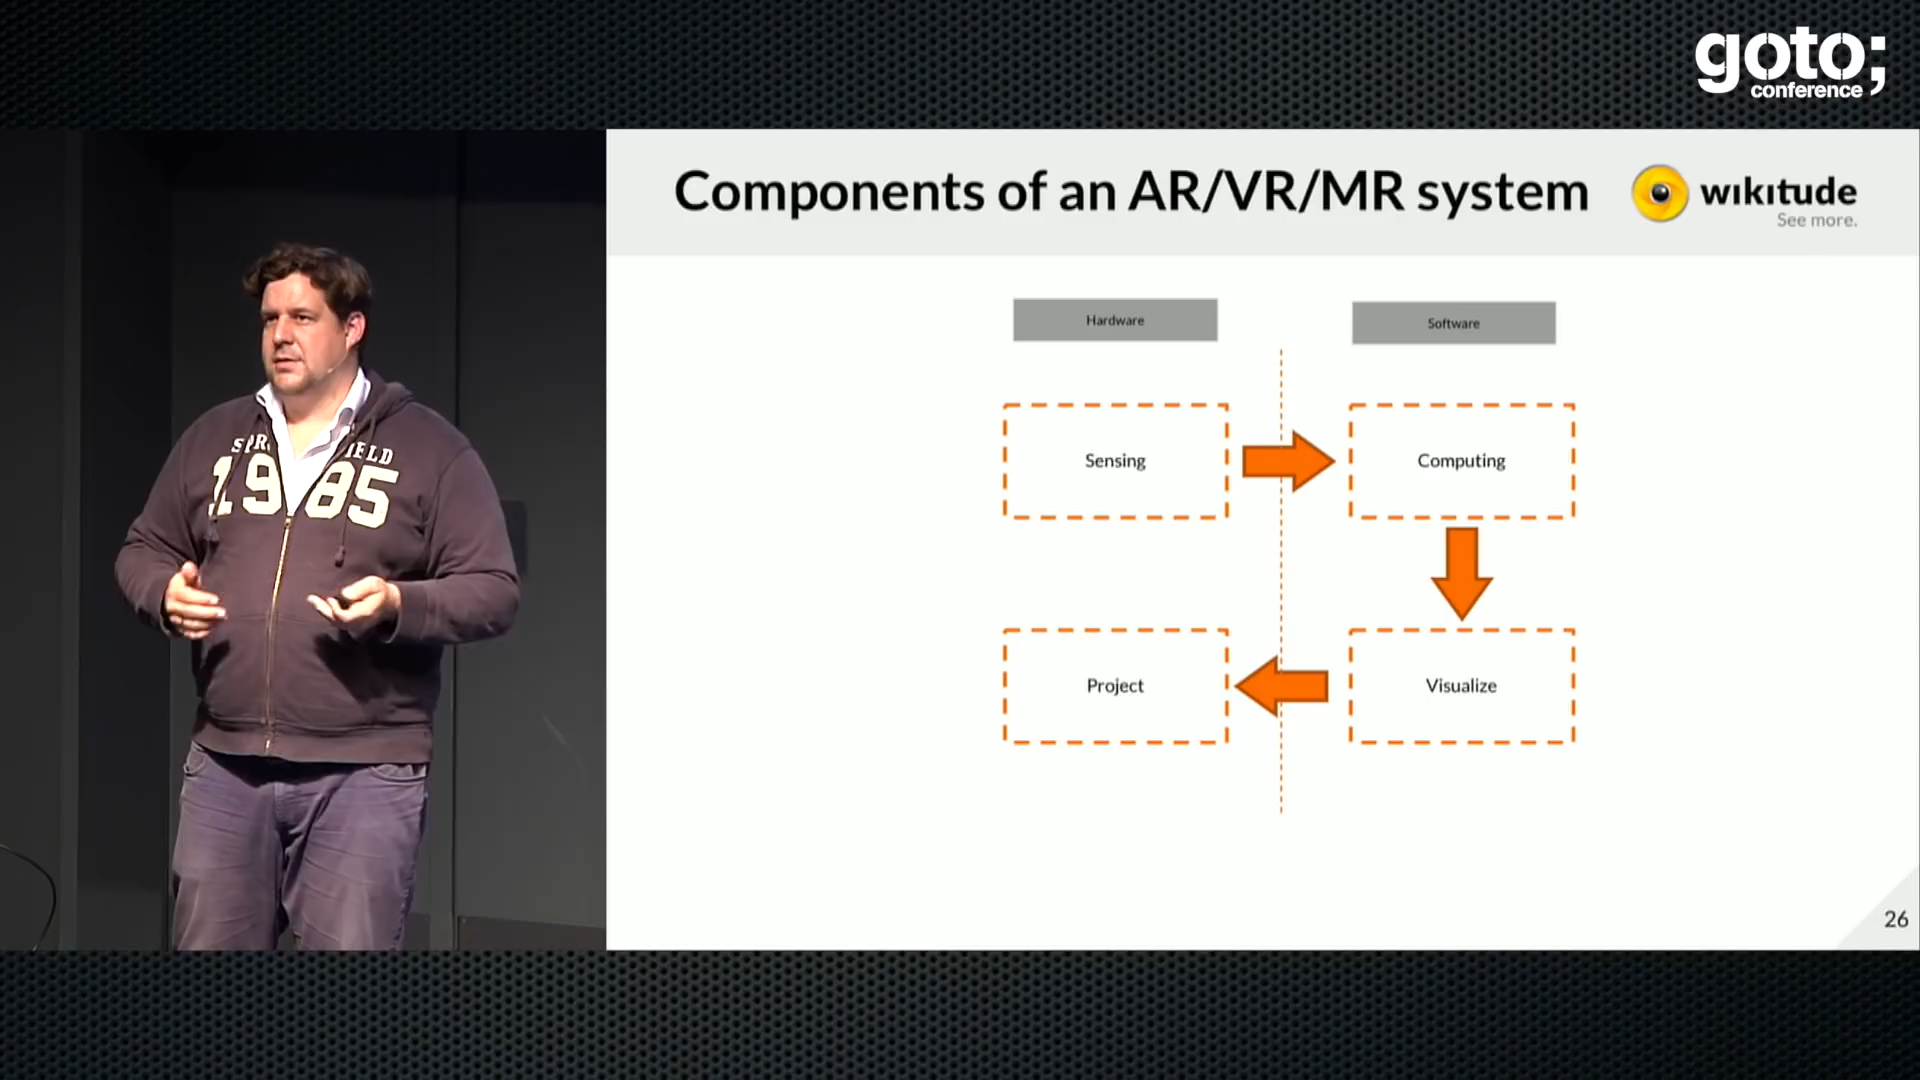 goto;
conference
Components of an AR/VR/MR system
wikitude
See more.
Hardware
Software
Sensing
Computing
Project
Visualize
26
1985